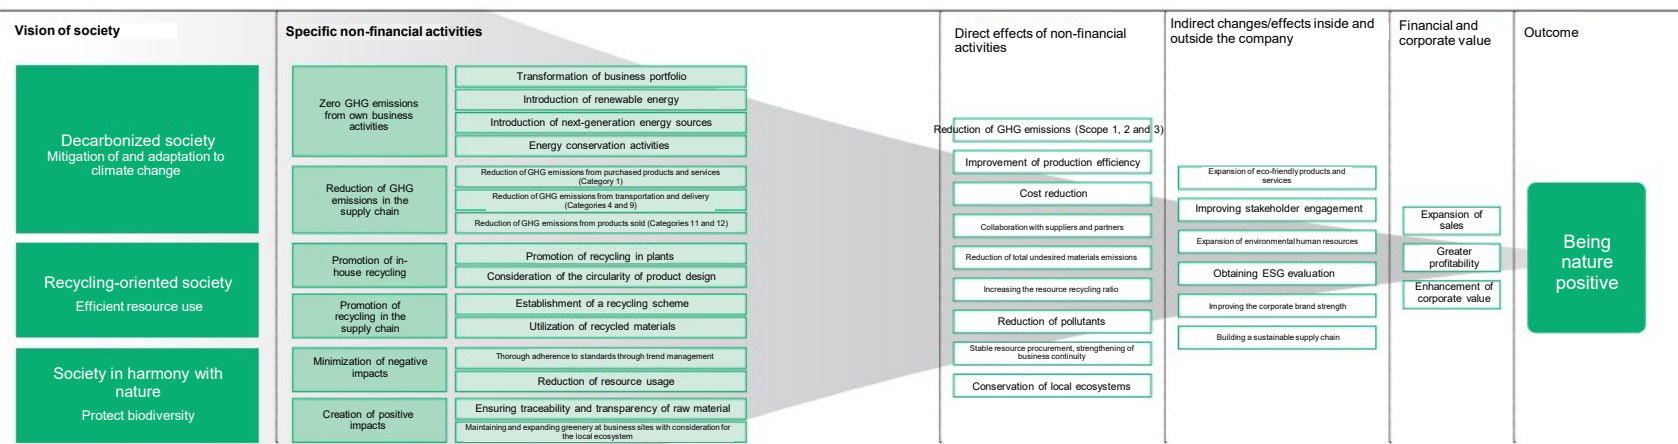 Vision of society
Decarbonized society
Mitigation of and adaptation to
climate change
Recycling-oriented society
Efficient resource use
Society in harmony with
nature
Protect biodiversity
Specific non-financial activities
Zero GHG emissions
from own business
activities
Transformation of business portfolio
Introduction of renewable energy
Introduction of next-generation energy sources
Energy conservation activities
Reduction of GHG
emissions in the
supply chain
Reduction of GHG emissions from purchased products and services
(Category 1)
Reduction of GHG emissions from transportation and delivery
(Categories 4 and 9)
Reduction of GHG emissions from products sold (Categories 11 and 12)
Promotion of in-
house recycling
Promotion of recycling in plants
Consideration of the circularity of product design
Promotion of
recycling in the
supply chain
Establishment of a recycling scheme
Utilization of recycled materials
Minimization of negative
impacts
Thorough adherence to standards through trend management
Reduction of resource usage
Creation of positive
impacts
Ensuring traceability and transparency of raw material
Maintaining and expanding greenery at business sites with consideration for
the local ecosystem
Direct effects of non-financial
activities
Reduction of GHG emissions (Scope 1, 2 and 3)
Improvement of production efficiency
Cost reduction
Collaboration with suppliers and partners
Reduction of total undesired materials emissions
Increasing the resource recycling ratio
Reduction of pollutants
Stable resource procurement, strengthening of
business continuity
Conservation of local ecosystems
Indirect changes/effects inside and
outside the company
Expansion of eco-friendly products and
services
Improving stakeholder engagement
Expansion of environmental human resources
Obtaining ESG evaluation
Improving the corporate brand strength
Building a sustainable supply chain
Financial and
corporate value
Expansion of
sales
Greater
profitability
Enhancement of
corporate value
Outcome
Being
nature
positive